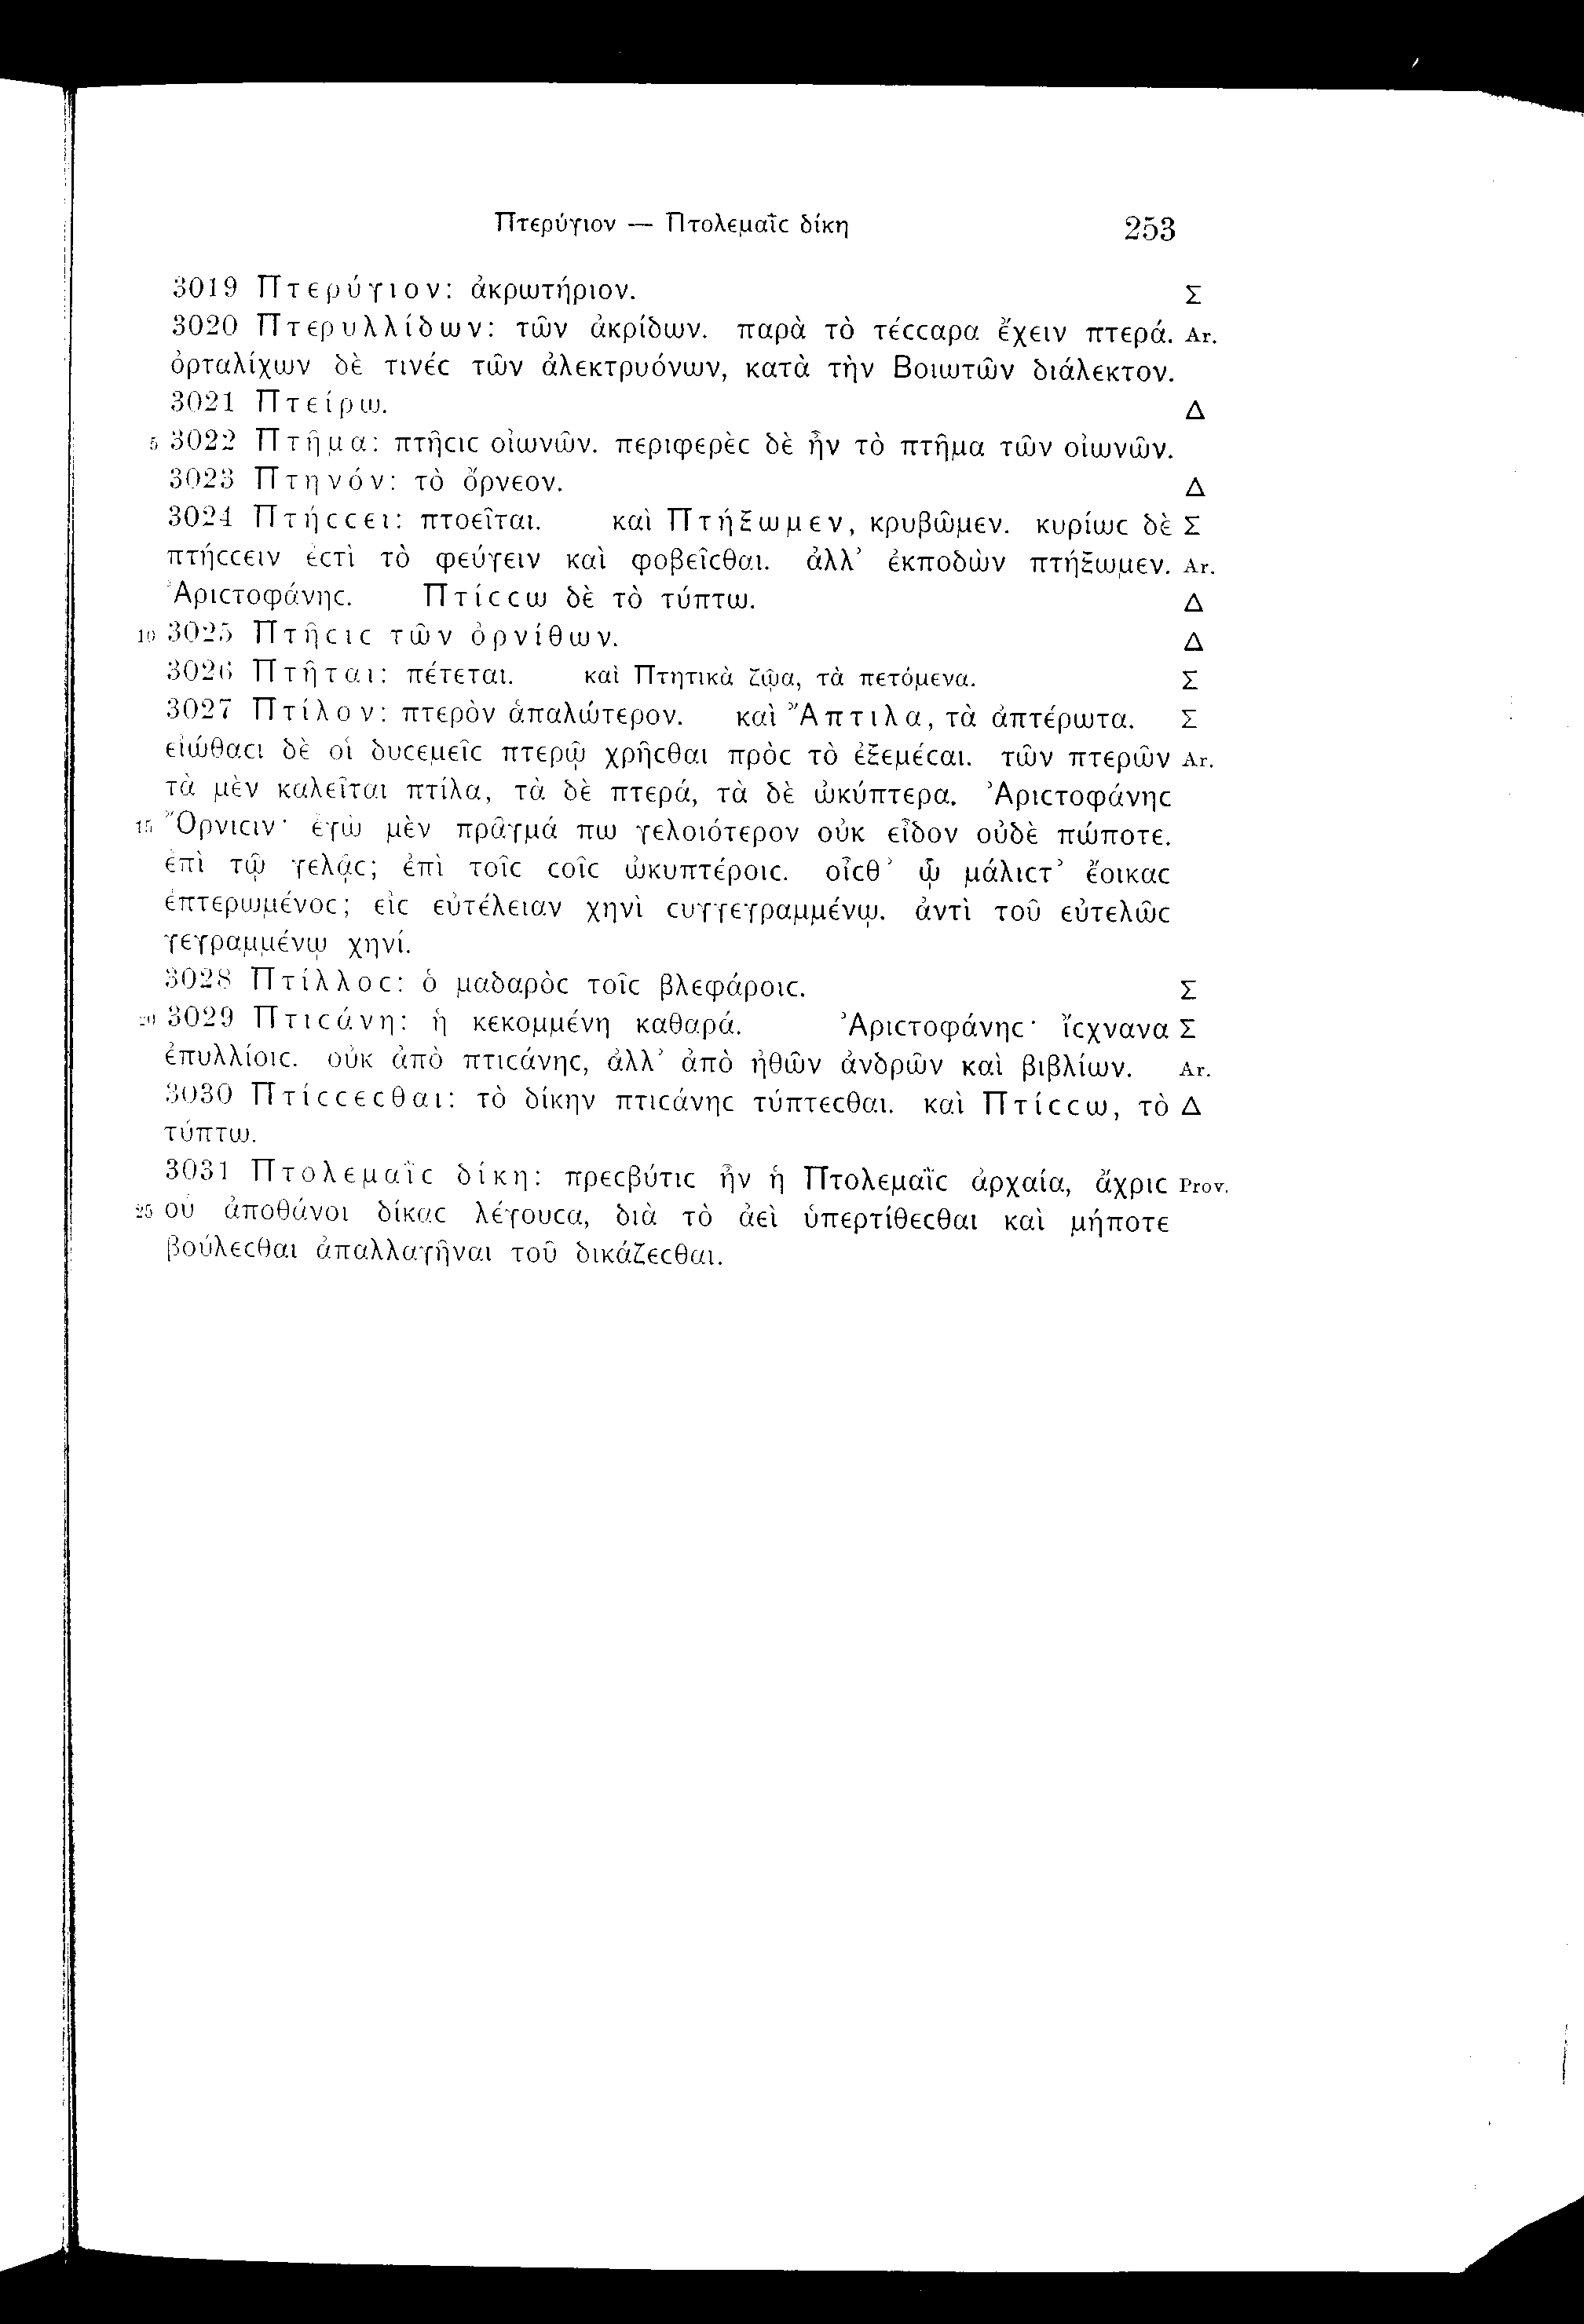 Πτερύγιον — Πτολεμαῒς δίκη 253
3019 Πτερύγιον: ἀκρωτήριον. Σ
3020 Πτερυλλίδων: τῶν ἀκρίδων. παρὰ τὸ τέϲϲαρα ἔχειν πτερά. Ar.
ὀρταλίχων δὲ τινέϲ τῶν ἀλεκτρυόνων, κατὰ τὴν Βοιωτῶν διάλεκτον.
3021 Πτείρω. Δ
5 3022 Πτῆμα: πτῆϲιϲ οἰωνῶν. περιφερὲϲ δὲ ἦν τὸ πτῆμα τῶν οἰωνῶν.
3023 Πτηνόν: τὸ ὄρνεον. Δ
3024 Πτήϲϲει: πτοεῖται. καὶ Πτήξωμεν, κρυβῶμεν. κυρίωϲ δὲ Σ
πτήϲϲειν ἐϲτὶ τὸ φεύγειν καὶ φοβεῖϲθαι. ἀλλ’ ἐκποδὼν πτήξωμεν. Ar.
Ἀριϲτοφάνηϲ. Πτίϲϲω δὲ τὸ τύπτω. Δ
10 3025 Πτῆϲιϲ τῶν ὀρνίθων. Δ
3026 Πτῆται: πέτεται. καὶ Πτητικὰ ζῷα, τὰ πετόμενα. Σ
3027 Πτίλον: πτερὸν ἁπαλώτερον. καὶ Ἄπτιλα, τὰ ἀπτέρωτα. Σ
εἰώθαϲι δὲ οἱ δυϲεμεῖϲ πτερῷ χρῆϲθαι πρὸϲ τὸ ἐξεμέϲαι. τῶν πτερῶν Ar.
τὰ μὲν καλεῖται πτίλα, τὰ δὲ πτερά, τὰ δὲ ὠκύπτερα. Ἀριϲτοφάνηϲ
15 Ὄρνιϲιν· ἐγὼ μὲν πρᾶγμά πω γελοιότερον οὐκ εἶδον οὐδὲ πώποτε.
ἐπὶ τῷ γελᾷϲ; ἐπὶ τοῖϲ ϲοῖϲ ὠκυπτέροιϲ. οἶϲθ’ ᾧ μάλιϲτ’ ἔοικαϲ
ἐπτερωμένοϲ; εἰϲ εὐτέλειαν χηνὶ ϲυγγεγραμμένῳ. ἀντὶ τοῦ εὐτελῶϲ
γεγραμμένῳ χηνί.
3028 Πτίλλοϲ: ὁ μαδαρὸϲ τοῖϲ βλεφάροιϲ. Σ
20 3029 Πτιϲάνη: ἡ κεκομμένη καθαρά. Ἀριϲτοφάνηϲ· ἴϲχνανα Σ
ἐπυλλίοιϲ. οὐκ ἀπὸ πτιϲάνηϲ, ἀλλ’ ἀπὸ ἠθῶν ἀνδρῶν καὶ βιβλίων. Ar.
3030 Πτίϲϲεϲθαι: τὸ δίκην πτιϲάνηϲ τύπτεϲθαι. καὶ Πτίϲϲω, τὸ Δ
τύπτω.
3031 Πτολεμαῒϲ δίκη: πρεϲβύτιϲ ἦν ἡ Πτολεμαῒϲ ἀρχαία, ἄχριϲ Prov.
25 οὗ ἀποθάνοι δίκαϲ λέγουϲα, διὰ τὸ ἀεὶ ὑπερτίθεϲθαι καὶ μήποτε
βούλεϲθαι ἀπαλλαγῆναι τοῦ δικάζεϲθαι.